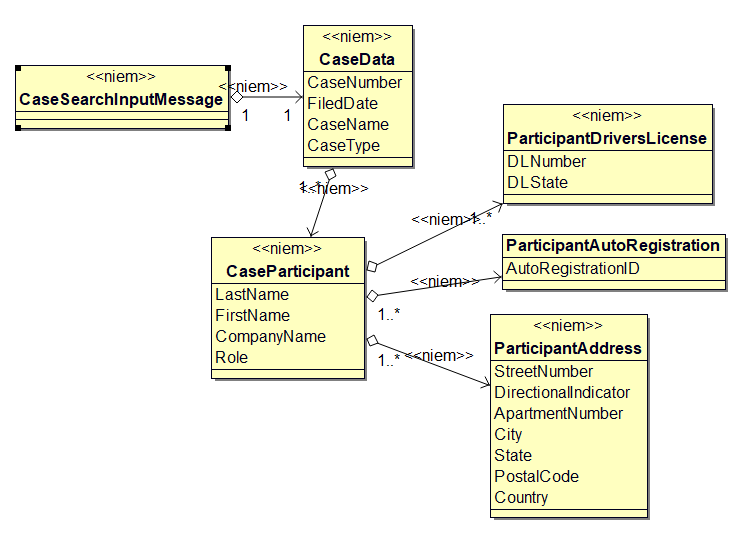 <<niem>>
CaseSearchInputMessage
<<niem>>
1
1
<<niem>>
CaseData
CaseNumber
FiledDate
CaseName
CaseType
1..*
<<niem>>
<<niem>>
CaseParticipant
LastName
FirstName
CompanyName
Role
<<niem>>
1..*
<<niem>>
ParticipantDriversLicense
DLNumber
DLState
<<niem>>
1..*
ParticipantAutoRegistration
AutoRegistrationID
<<niem>>
1..*
<<niem>>
ParticipantAddress
StreetNumber
DirectionalIndicator
ApartmentNumber
City
State
PostalCode
Country